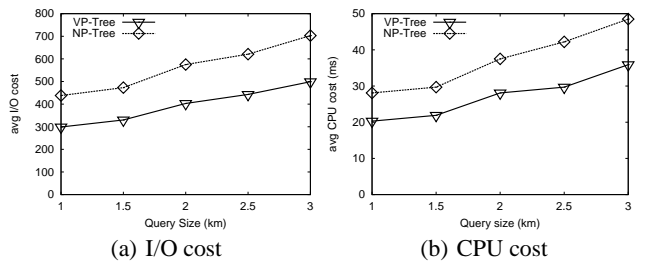 VP-Tree
NP-Tree
800
700
600
500
400
300
200
100
0
avg I/O cost
1 1.5 2 2.5 3
Query Size (km)
(a) I/O cost
VP-Tree
NP-Tree
50
40
30
20
10
0
avg CPU cost (ms)
1 1.5 2 2.5 3
Query size (km)
(b) CPU cost